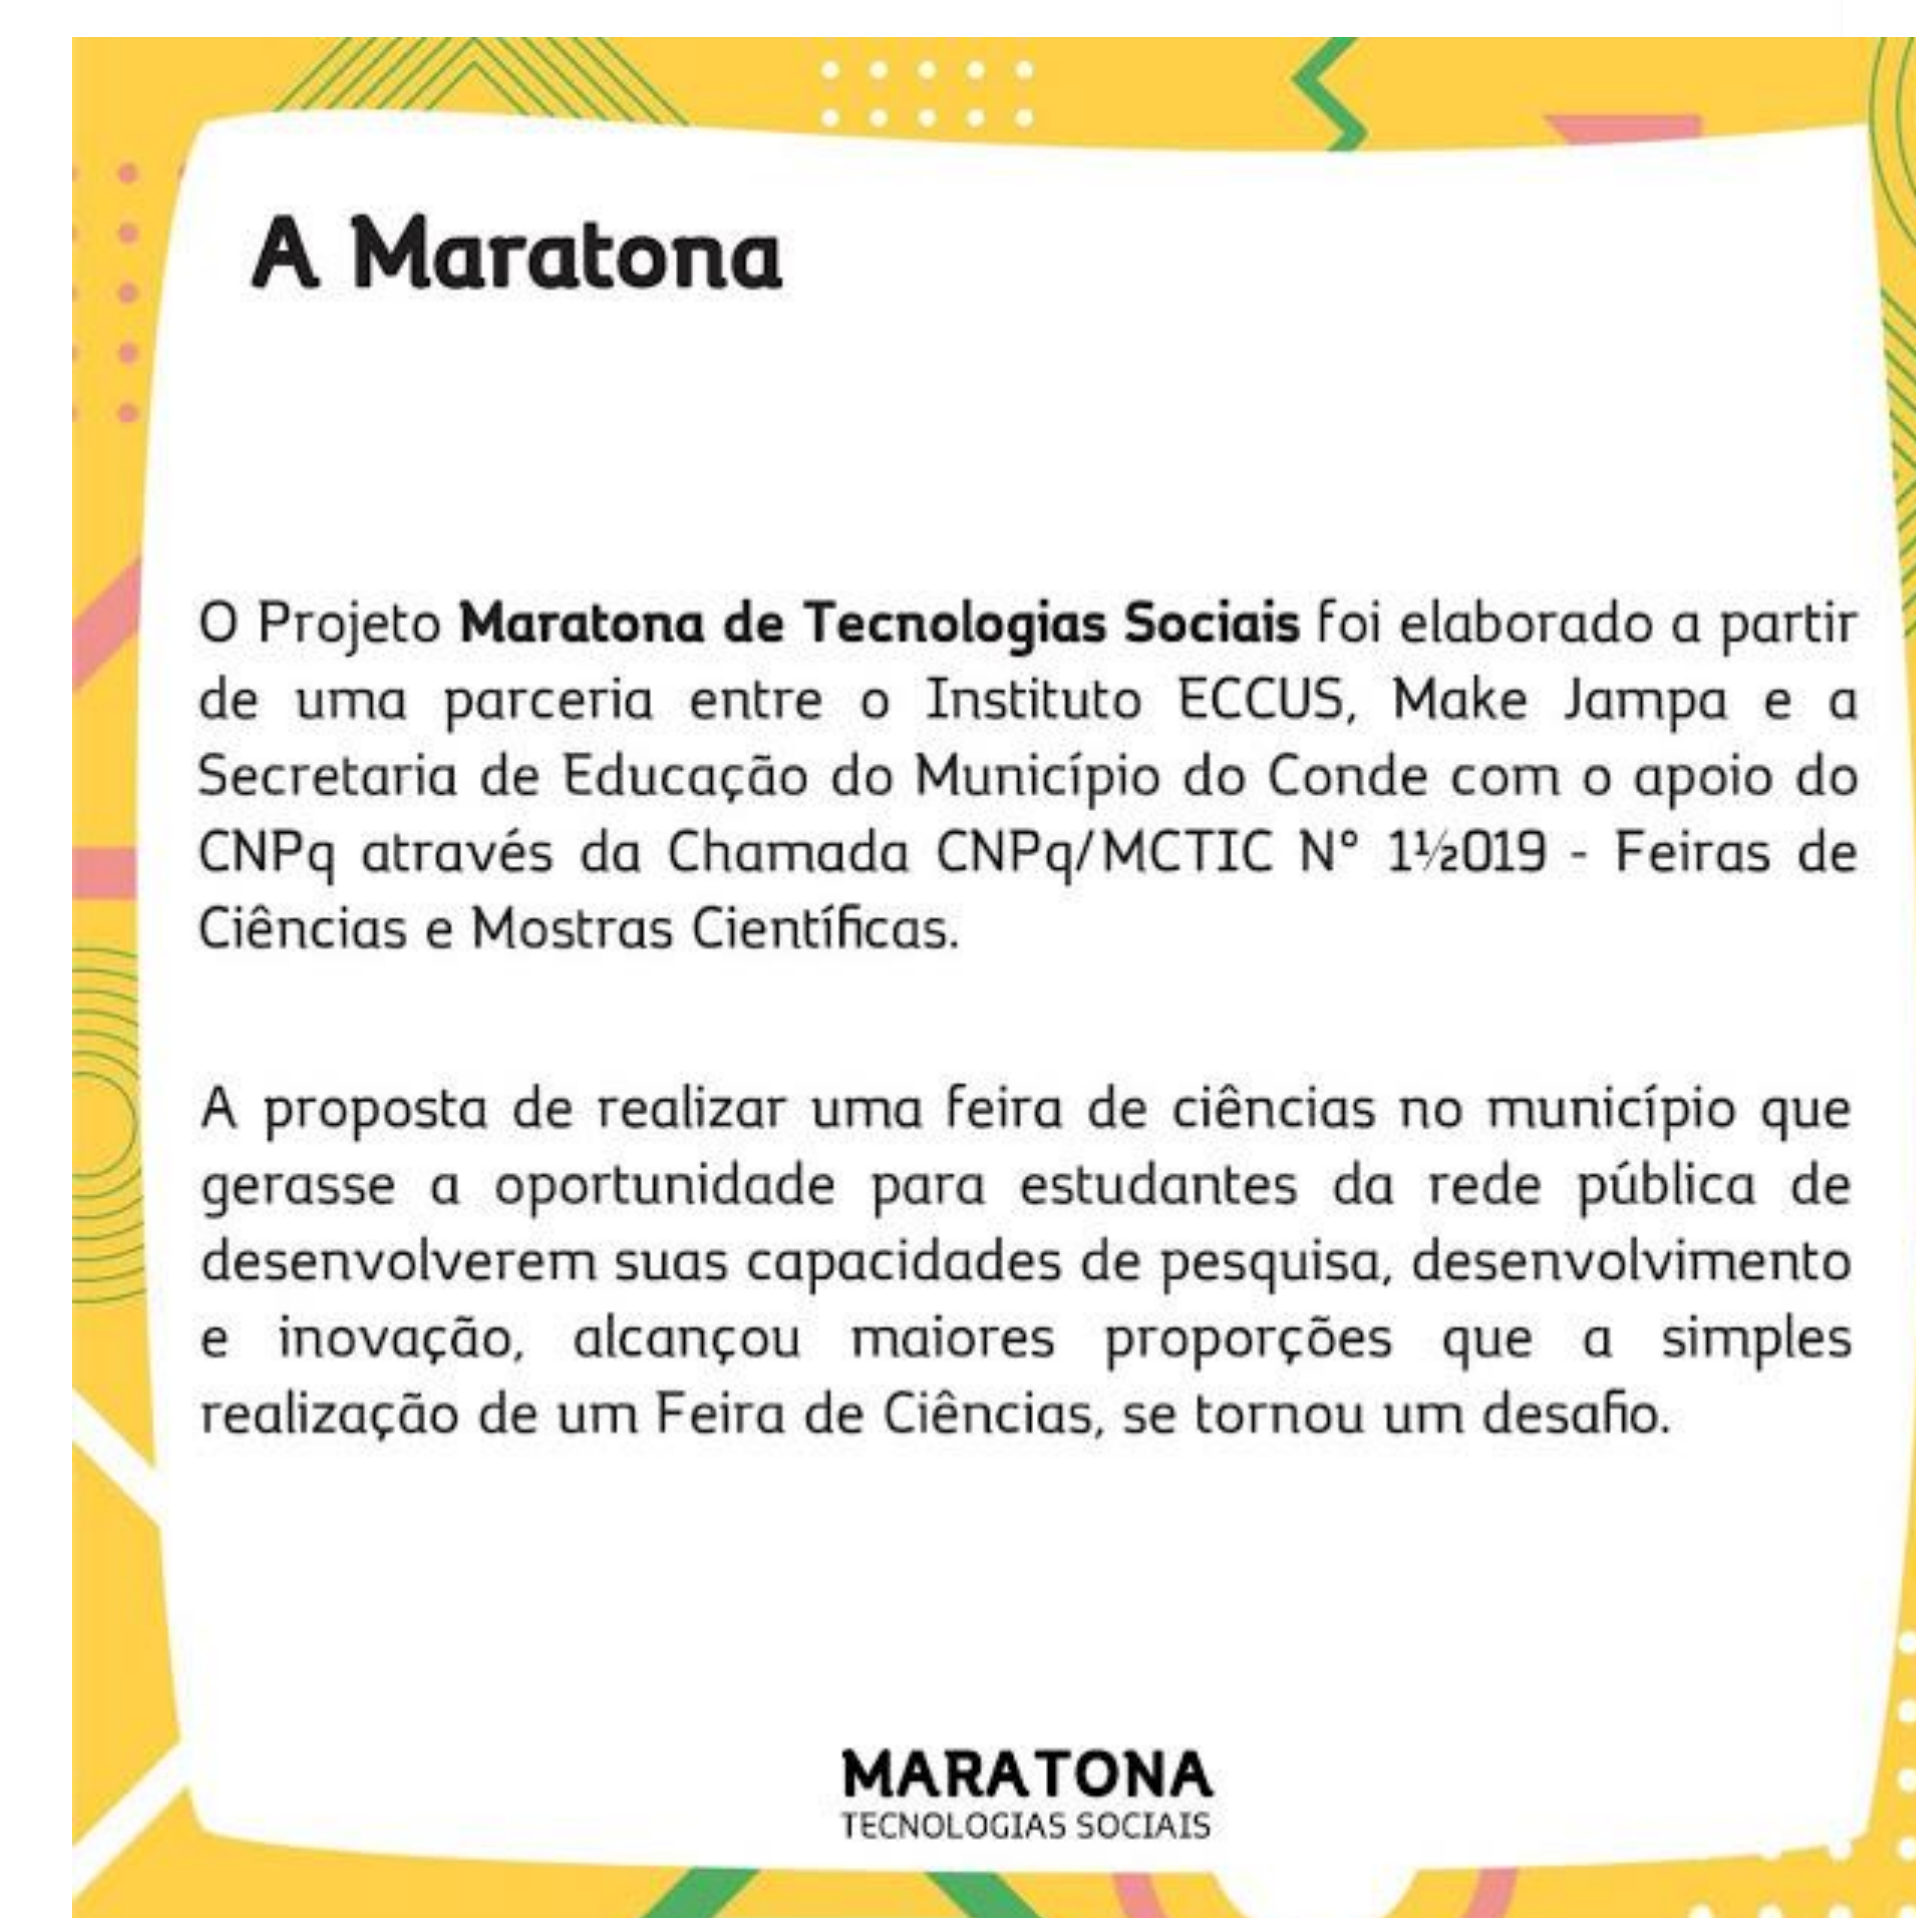 A Maratona
O Projeto Maratona de Tecnologias Sociais foi elaborado a partir
de uma parceria entre o Instituto ECCUS, Make Jampa e a
Secretaria de Educação do Município do Conde com o apoio do
CNPq através da Chamada CNPq/MCTIC N° 1½019 - Feiras de
Ciências e Mostras Científicas.
A proposta de realizar uma feira de ciências no município que
gerasse a oportunidade para estudantes da rede pública de
desenvolverem suas capacidades de pesquisa, desenvolvimento
e inovação, alcançou maiores proporções que a simples
realização de um Feira de Ciências, se tornou um desafio.
MARATONA
TECNOLOGIAS SOCIAIS